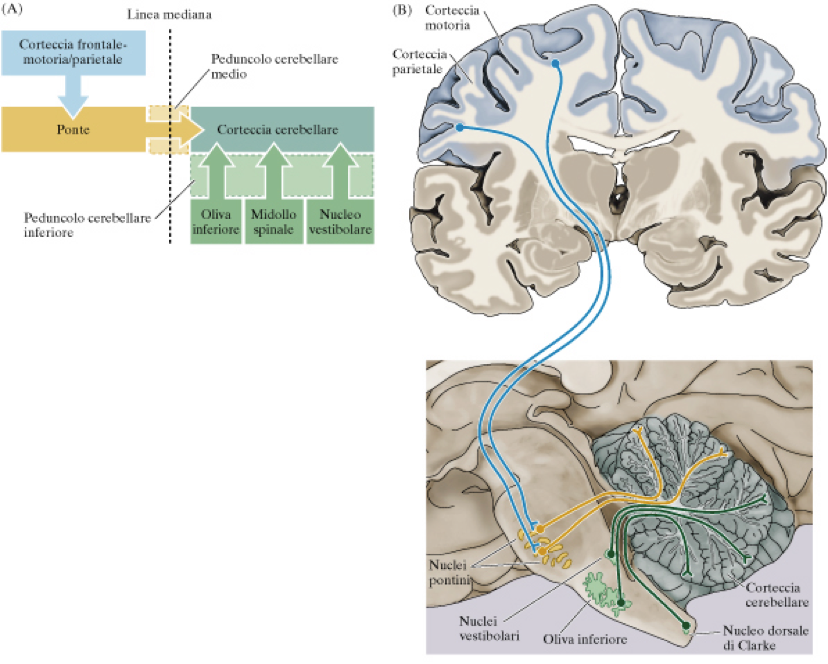 (A)
Linea mediana
Corteccia frontale-
motoria/parietale
Peduncolo cerebellare
medio
Ponte
Corteccia cerebellare
Peduncolo cerebellare
inferiore
Oliva
inferiore
Midollo
spinale
Nucleo
vestibolare
(B)
Corteccia
motoria
Corteccia
parietale
Nuclei
pontini
Nuclei
vestibolari
Oliva inferiore
Corteccia
cerebellare
Nucleo dorsale
di Clarke